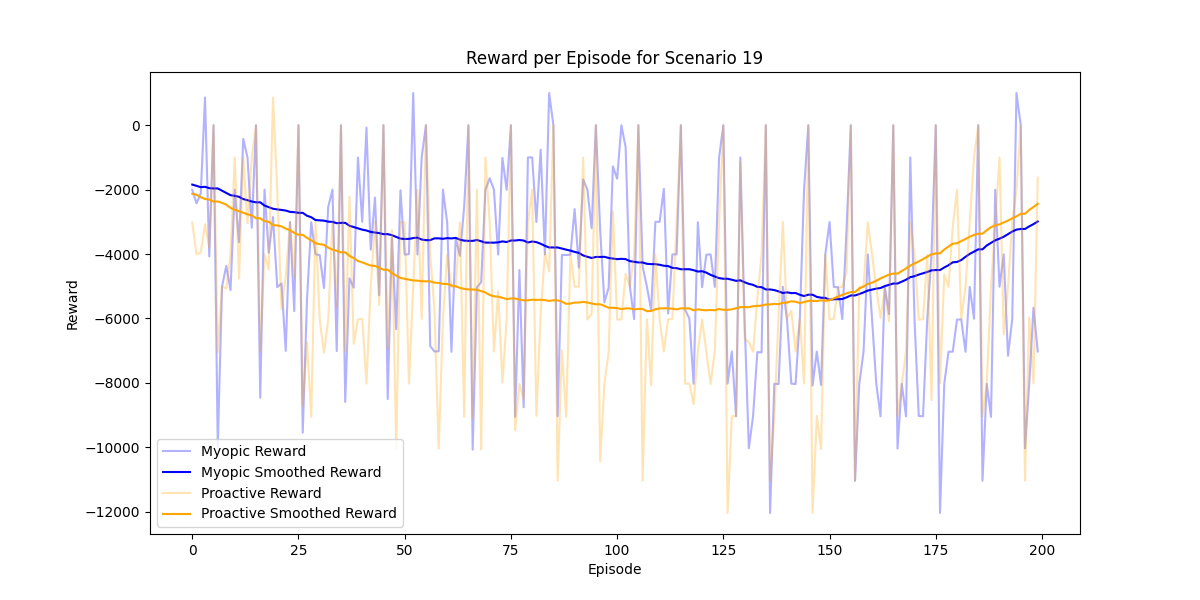 Reward per Episode for Scenario 19
Reward
0
−2000
−4000
−6000
−8000
−10000
−12000
Myopic Reward
Myopic Smoothed Reward
Proactive Reward
Proactive Smoothed Reward
0 25 50 75 100 125 150 175 200
Episode